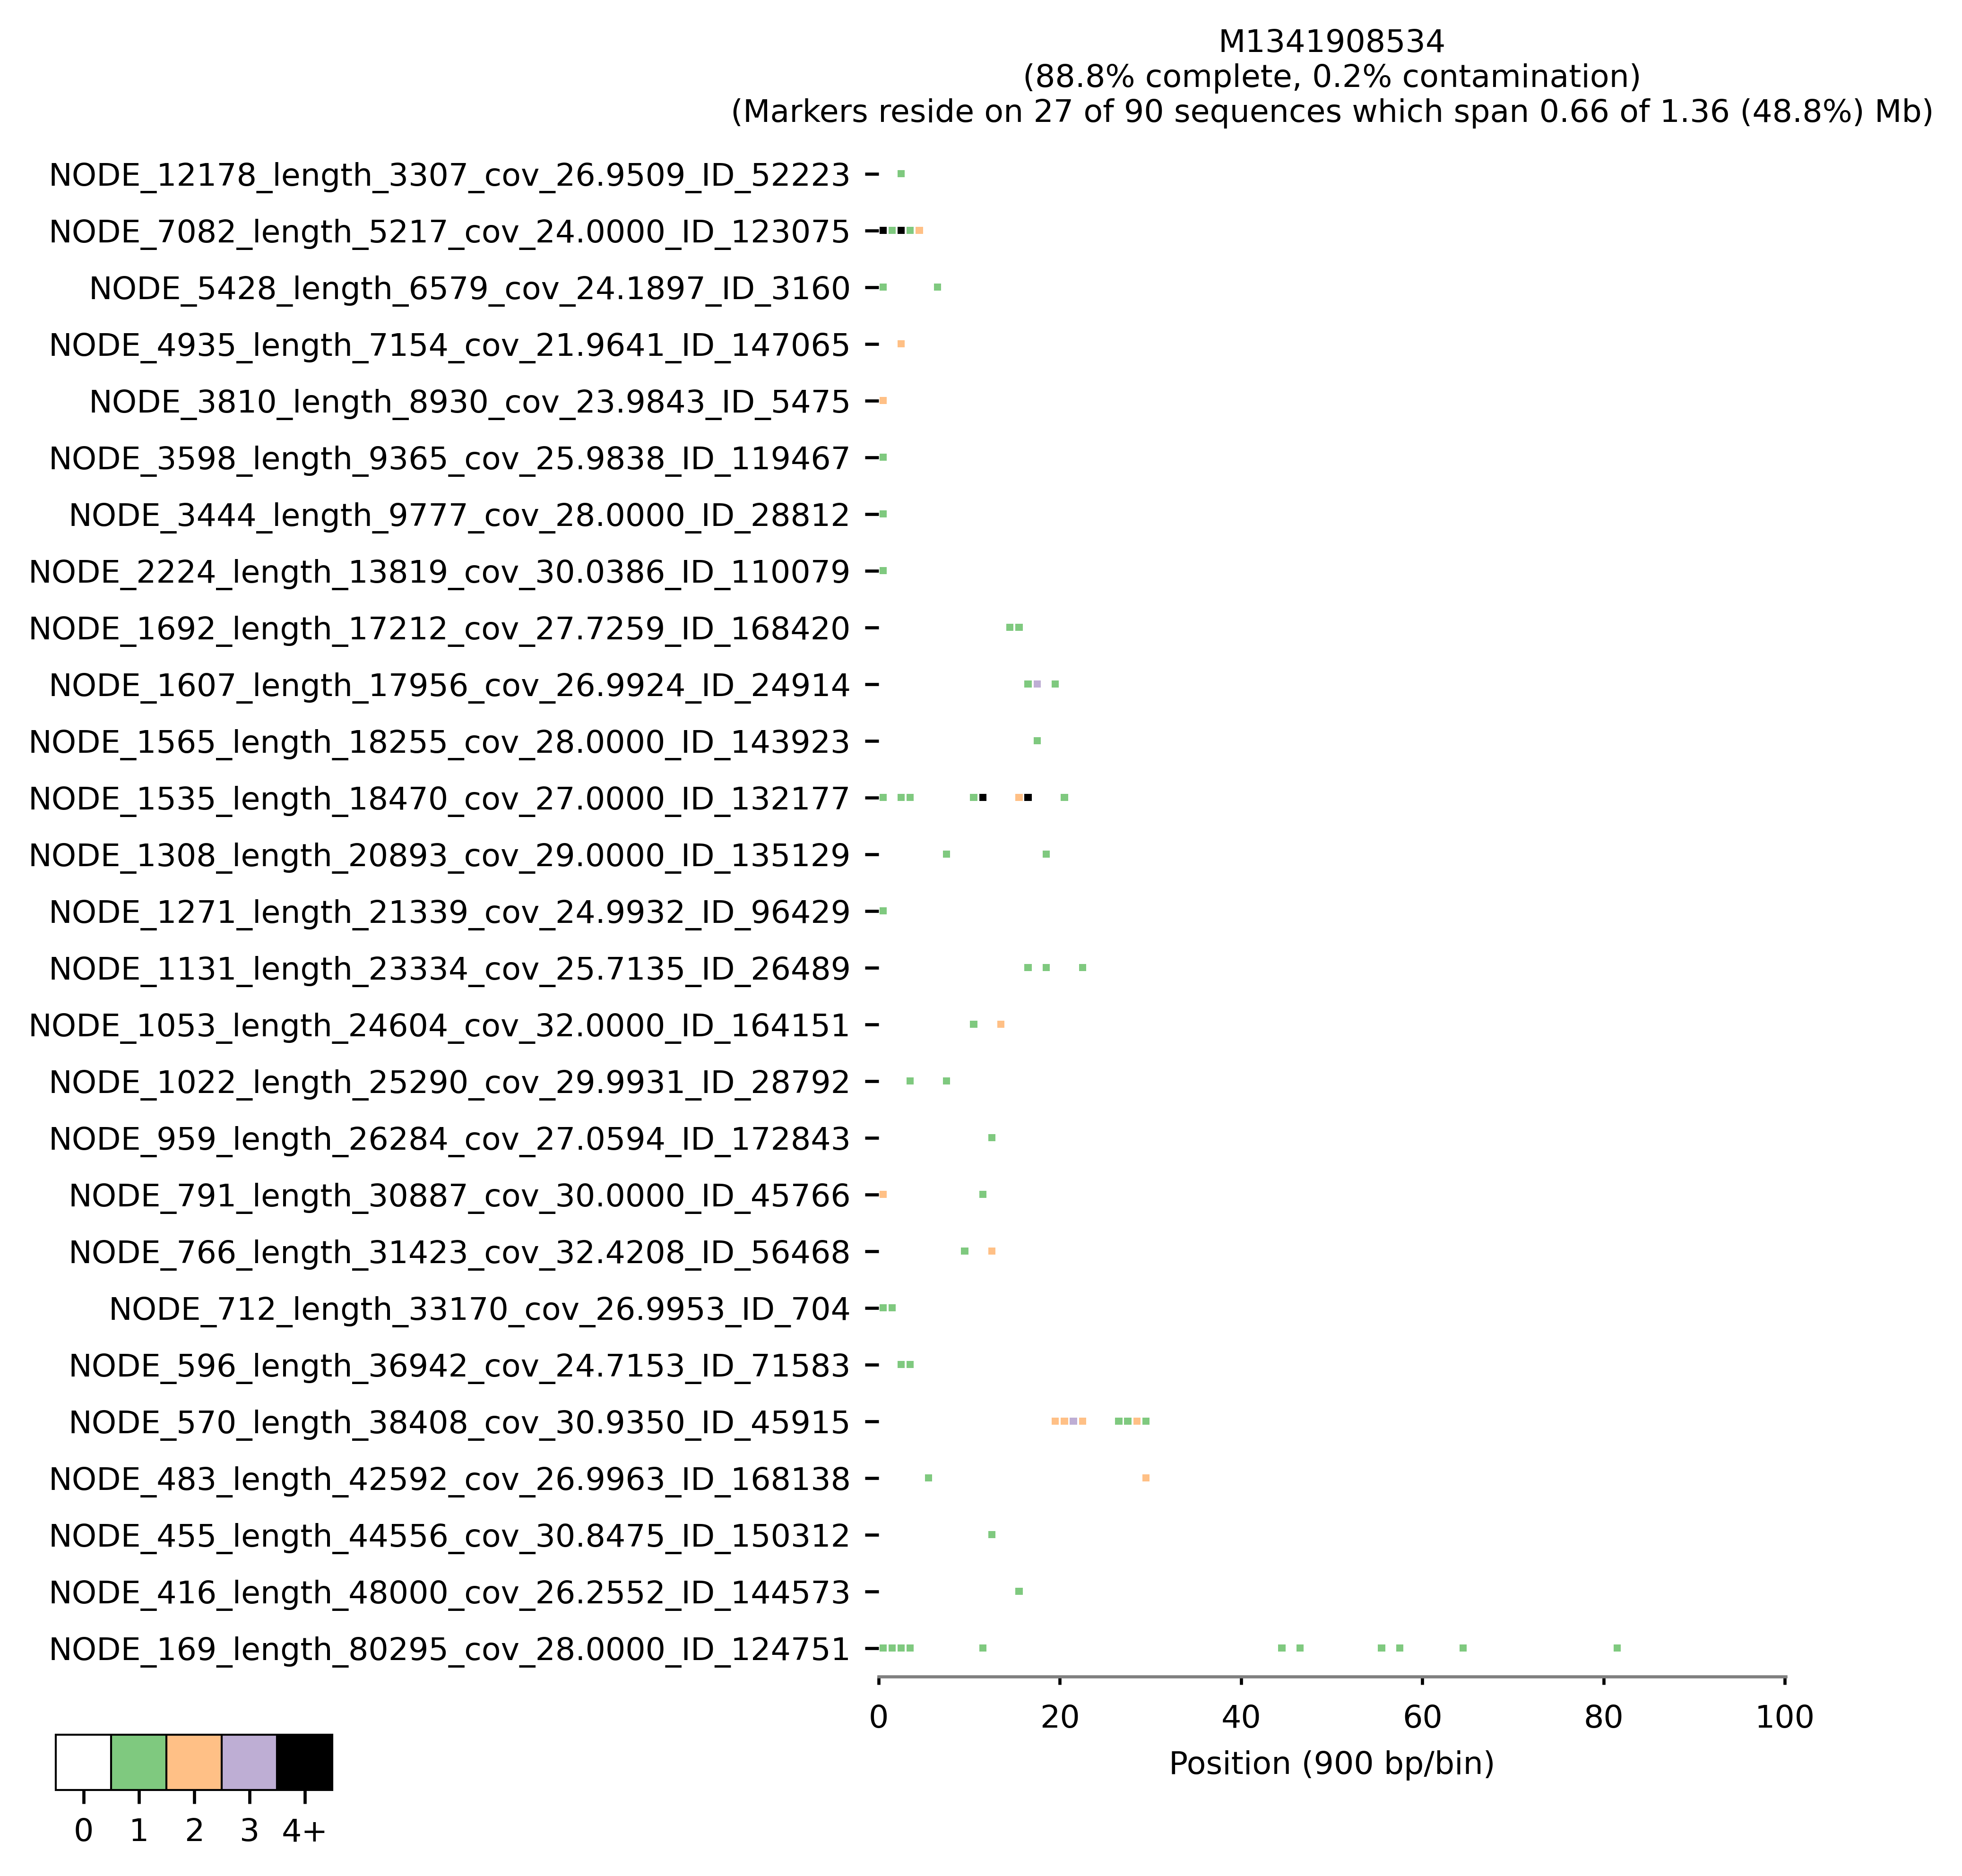 M1341908534
(88.8% complete, 0.2% contamination)
(Markers reside on 27 of 90 sequences which span 0.66 of 1.36 (48.8%) Mb)
NODE_12178_length_3307_cov_26.9509_ID_52223
NODE_7082_length_5217_cov_24.0000_ID_123075
NODE_5428_length_6579_cov_24.1897_ID_3160
NODE_4935_length_7154_cov_21.9641_ID_147065
NODE_3810_length_8930_cov_23.9843_ID_5475
NODE_3598_length_9365_cov_25.9838_ID_119467
NODE_3444_length_9777_cov_28.0000_ID_28812
NODE_2224_length_13819_cov_30.0386_ID_110079
NODE_1692_length_17212_cov_27.7259_ID_168420
NODE_1607_length_17956_cov_26.9924_ID_24914
NODE_1565_length_18255_cov_28.0000_ID_143923
NODE_1535_length_18470_cov_27.0000_ID_132177
NODE_1308_length_20893_cov_29.0000_ID_135129
NODE_1271_length_21339_cov_24.9932_ID_96429
NODE_1131_length_23334_cov_25.7135_ID_26489
NODE_1053_length_24604_cov_32.0000_ID_164151
NODE_1022_length_25290_cov_29.9931_ID_28792
NODE_959_length_26284_cov_27.0594_ID_172843
NODE_791_length_30887_cov_30.0000_ID_45766
NODE_766_length_31423_cov_32.4208_ID_56468
NODE_712_length_33170_cov_26.9953_ID_704
NODE_596_length_36942_cov_24.7153_ID_71583
NODE_570_length_38408_cov_30.9350_ID_45915
NODE_483_length_42592_cov_26.9963_ID_168138
NODE_455_length_44556_cov_30.8475_ID_150312
NODE_416_length_48000_cov_26.2552_ID_144573
NODE_169_length_80295_cov_28.0000_ID_124751
0 20 40 60 80 100
Position (900 bp/bin)
0 1 2 3 4+